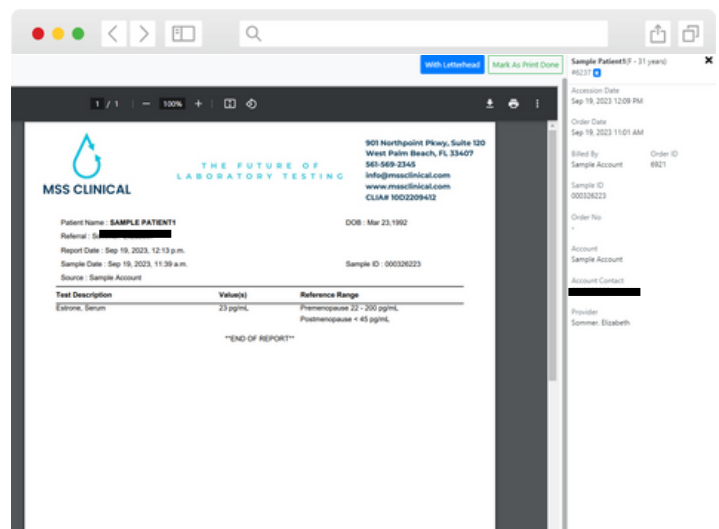 With Letterhead
Mark As Print Done
Sample Patient1(F - 31 years)
#6237
Accession Date
Sep 19, 2023 12:09 PM
Order Date
Sep 19, 2023 11:01 AM
Billed By Order ID
Sample Account 6921
Sample ID
000326223
Order No
-
Account
Sample Account
Account Contact
Provider
Sommer, Elizabeth
1 / 1 100%
MSS CLINICAL
THE FUTURE OF
LABORATORY TESTING
901 Northpoint Pkwy, Suite 120
West Palm Beach, FL 33407
561-569-2345
info@mssclinical.com
www.mssclinical.com
CLIA# 10D2209412
Patient Name : SAMPLE PATIENT1 DOB : Mar 23,1992
Referral :
Report Date : Sep 19, 2023, 12:13 p.m.
Sample Date : Sep 19, 2023, 11:39 a.m. Sample ID : 000326223
Source : Sample Account
Test Description Value(s) Reference Range
Estrone, Serum 23 pg/mL Premenopause 22 - 200 pg/mL
Postmenopause < 45 pg/mL
**END OF REPORT**